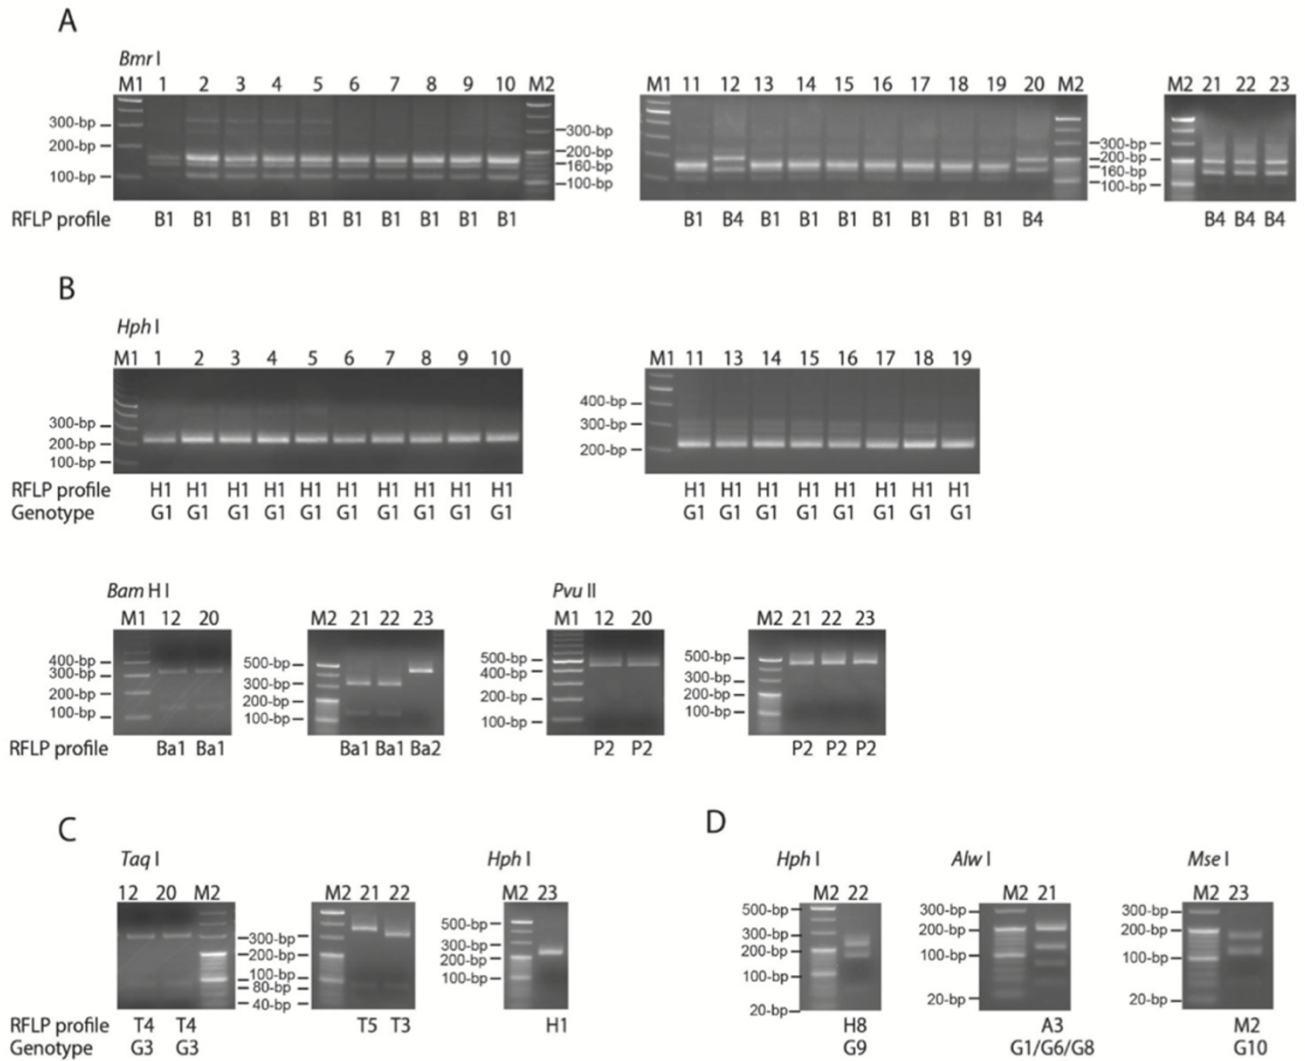 A
Bmr I
M1 1 2 3 4 5 6 7 8 9 10 M2 M1 11 12 13 14 15 16 17 18 19 20 M2 M2 21 22 23
300-bp
200-bp
100-bp
300-bp
200-bp
160-bp
100-bp
300-bp
200-bp
160-bp
100-bp
RFLP profile B1 B1 B1 B1 B1 B1 B1 B1 B1 B1 B1 B4 B1 B1 B1 B1 B1 B1 B1 B4 B4 B4 B4
B
Hph I
M1 1 2 3 4 5 6 7 8 9 10 M1 11 13 14 15 16 17 18 19
300-bp
200-bp
100-bp
400-bp
300-bp
200-bp
RFLP profile H1 H1 H1 H1 H1 H1 H1 H1 H1 H1 H1 H1 H1 H1 H1 H1 H1 H1
Genotype G1 G1 G1 G1 G1 G1 G1 G1 G1 G1 G1 G1 G1 G1 G1 G1 G1 G1
Bam H I Pvu II
M1 12 20 M2 21 22 23 M1 12 20 M2 21 22 23
400-bp
300-bp
200-bp
100-bp
500-bp
300-bp
200-bp
100-bp
500-bp
400-bp
200-bp
100-bp
500-bp
300-bp
200-bp
100-bp
RFLP profile Ba1 Ba1 Ba1 Ba1 Ba2 P2 P2 P2 P2 P2
C
Taq I Hph I
12 20 M2 M2 21 22 M2 23
300-bp
200-bp
100-bp
80-bp
40-bp
500-bp
300-bp
200-bp
100-bp
RFLP profile T4 T4 T5 T3 H1
Genotype G3 G3
D
Hph I Alw I Mse I
M2 22 M2 21 M2 23
500-bp
300-bp
200-bp
100-bp
20-bp
300-bp
200-bp
100-bp
20-bp
300-bp
200-bp
100-bp
20-bp
H8 A3 M2
G9 G1/G6/G8 G10